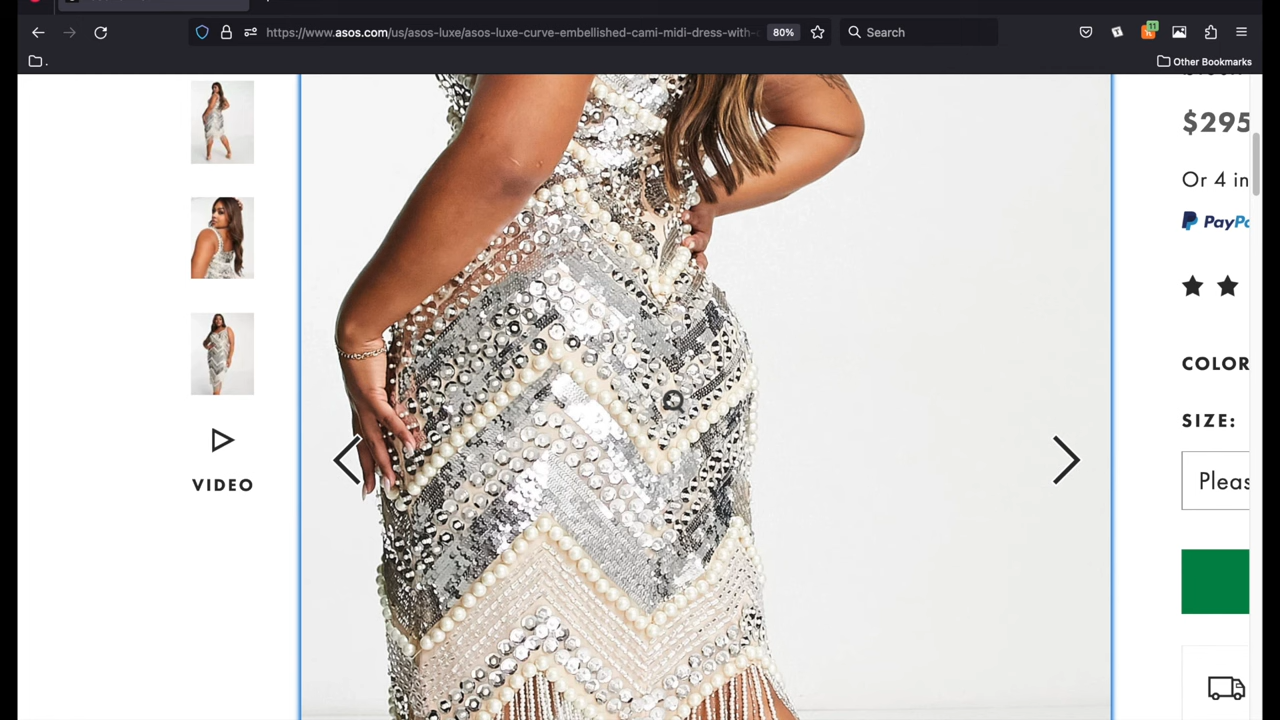 https://www.asos.com/us/asos-luxe/asos-luxe-curve-embellished-cami-midi-dress-with-
80%
Search
11
.
Other Bookmarks
$295
Or 4 in
PayPa
COLOR
SIZE:
Pleas
VIDEO